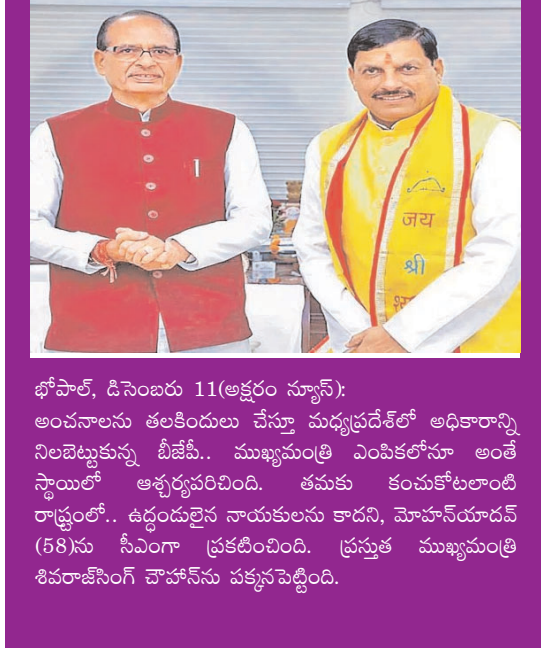 जय
श्री
భోపాల్, డిసెంబరు 11(అక్షరం న్యూస్):
అంచనాలను తలకిందులు చేస్తూ మధ్యప్రదేశ్‌లో అధికారాన్ని
నిలబెట్టుకున్న బీజేపీ.. ముఖ్యమంత్రి ఎంపికలోనూ అంతే
స్థాయిలో ఆశ్చర్యపరిచింది. తమకు కంచుకోటలాంటి
రాష్ట్రంలో.. ఉద్ధండులైన నాయకులను కాదని, మోహన్‌యాదవ్
(58)ను సీఎంగా ప్రకటించింది. ప్రస్తుత ముఖ్యమంత్రి
శివరాజ్‌సింగ్ చౌహాన్‌ను పక్కనపెట్టింది.